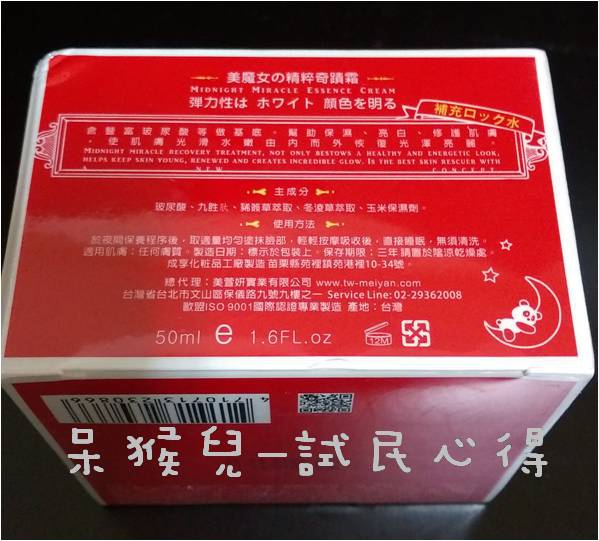 美魔女の精粹奇蹟霜
MIDNIGHT MIRACLE ESSENCE CREAM
弾力性は ホワイト 顔色を明る
補充ロック水
含豐富玻尿酸等做基底。幫助保濕、亮白、修護肌膚
，使肌膚光滑水嫩由內而外恢復光澤亮麗。
MIDNIGHT MIRACLE RECOVERY TREATMENT, NOT ONLY BESTOWS A HEALTHY AND ENERGETIC LOOK,
HELPS KEEP SKIN YOUNG, RENEWED AND CREATES INCREDIBLE GLOW. IS THE BEST SKIN RESCUER WITH
A NEW CONCEPT.
主成分
玻尿酸、九胜肽、豨薟草萃取、冬凌草萃取、玉米保濕劑。
使用方法
於夜間保養程序後，取適量均勻塗抹臉部，輕輕按摩吸收後，直接睡眠，無須清洗。
適用肌膚：任何膚質。製造日期：標示於包裝上。保存期限：三年 請置於陰涼乾燥處。
成享化粧品工廠製造 苗栗縣苑裡鎮苑港裡10-34號。
總代理：美萱妍實業有限公司 www.tw-meiyan.com
台灣省台北市文山區保儀路九號九樓之一 Service Line: 02-29362008
歐盟ISO 9001國際認證專業製造 產地：台灣
50ml e 1.6FL.oz
12M
4710713230866
呆猴兒-試民心得